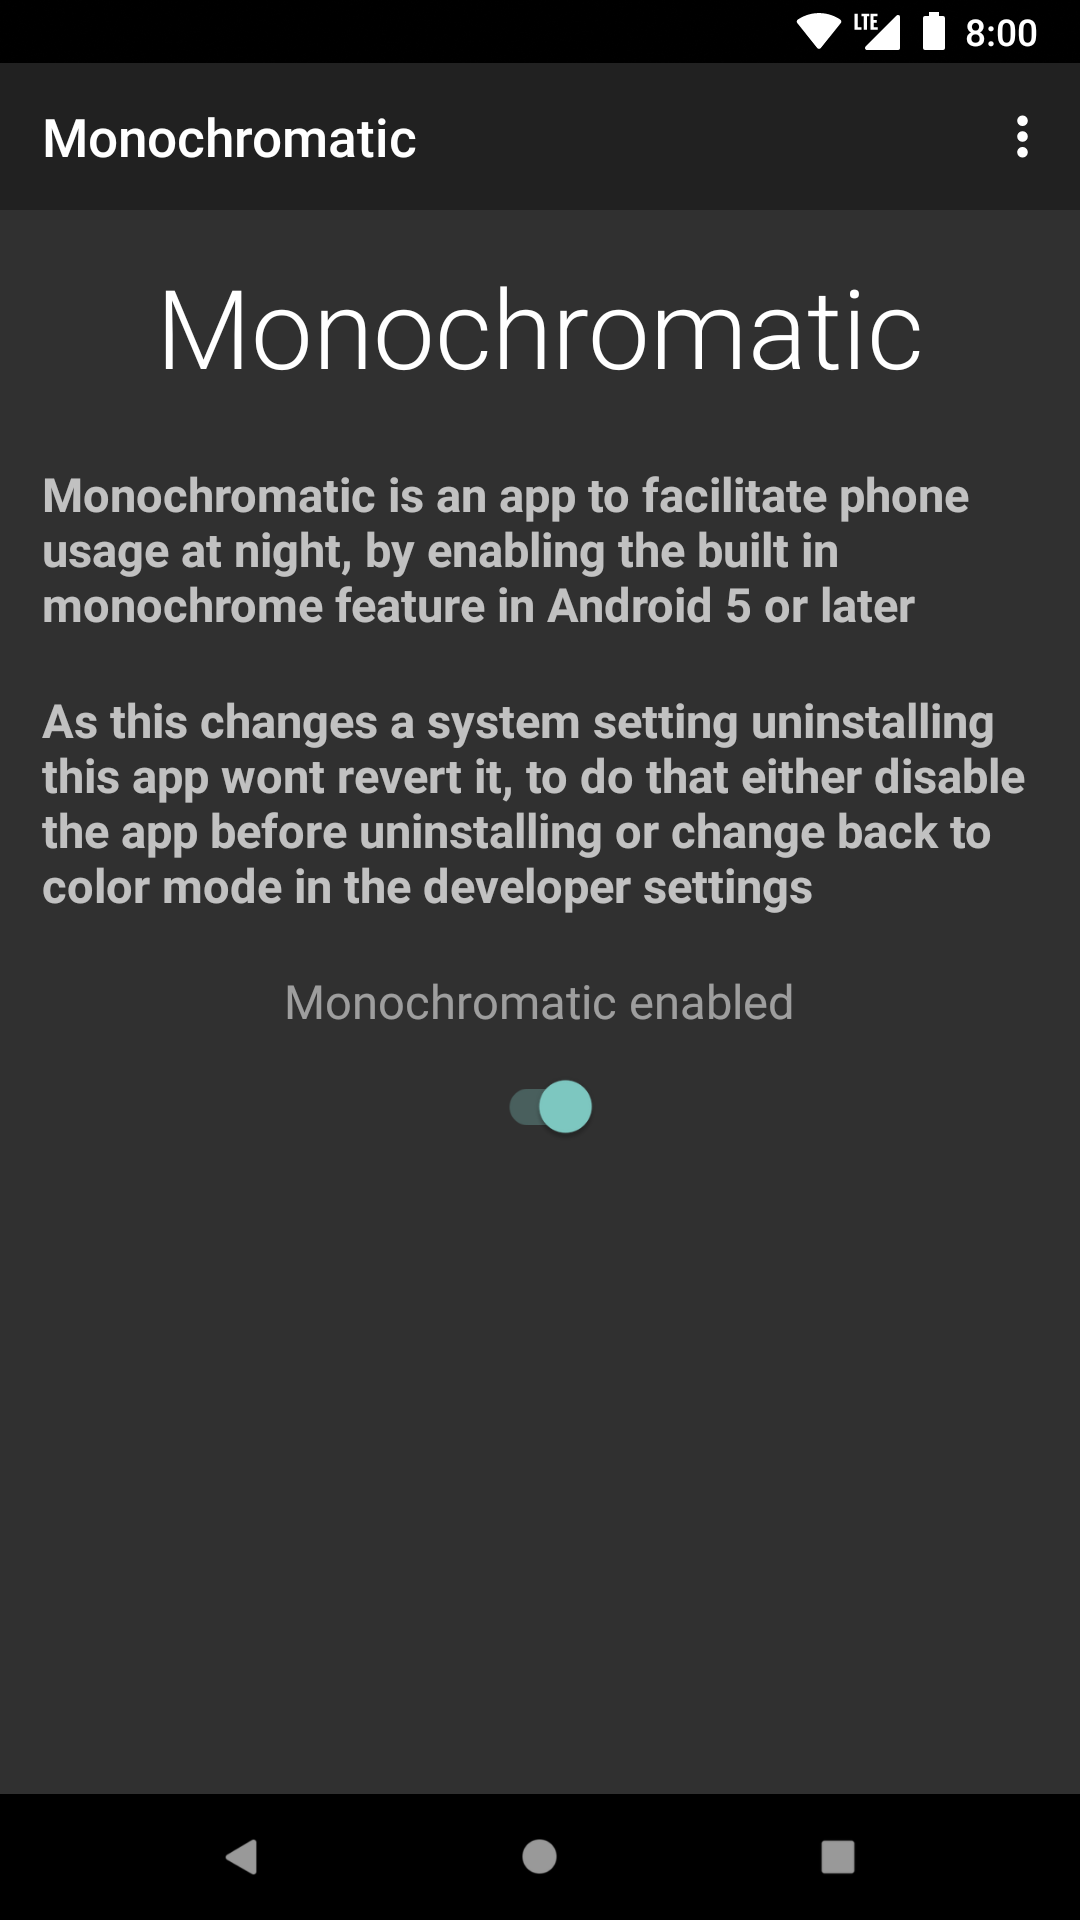 LTE 8:00
Monochromatic
Monochromatic
Monochromatic is an app to facilitate phone
usage at night, by enabling the built in
monochrome feature in Android 5 or later
As this changes a system setting uninstalling
this app wont revert it, to do that either disable
the app before uninstalling or change back to
color mode in the developer settings
Monochromatic enabled